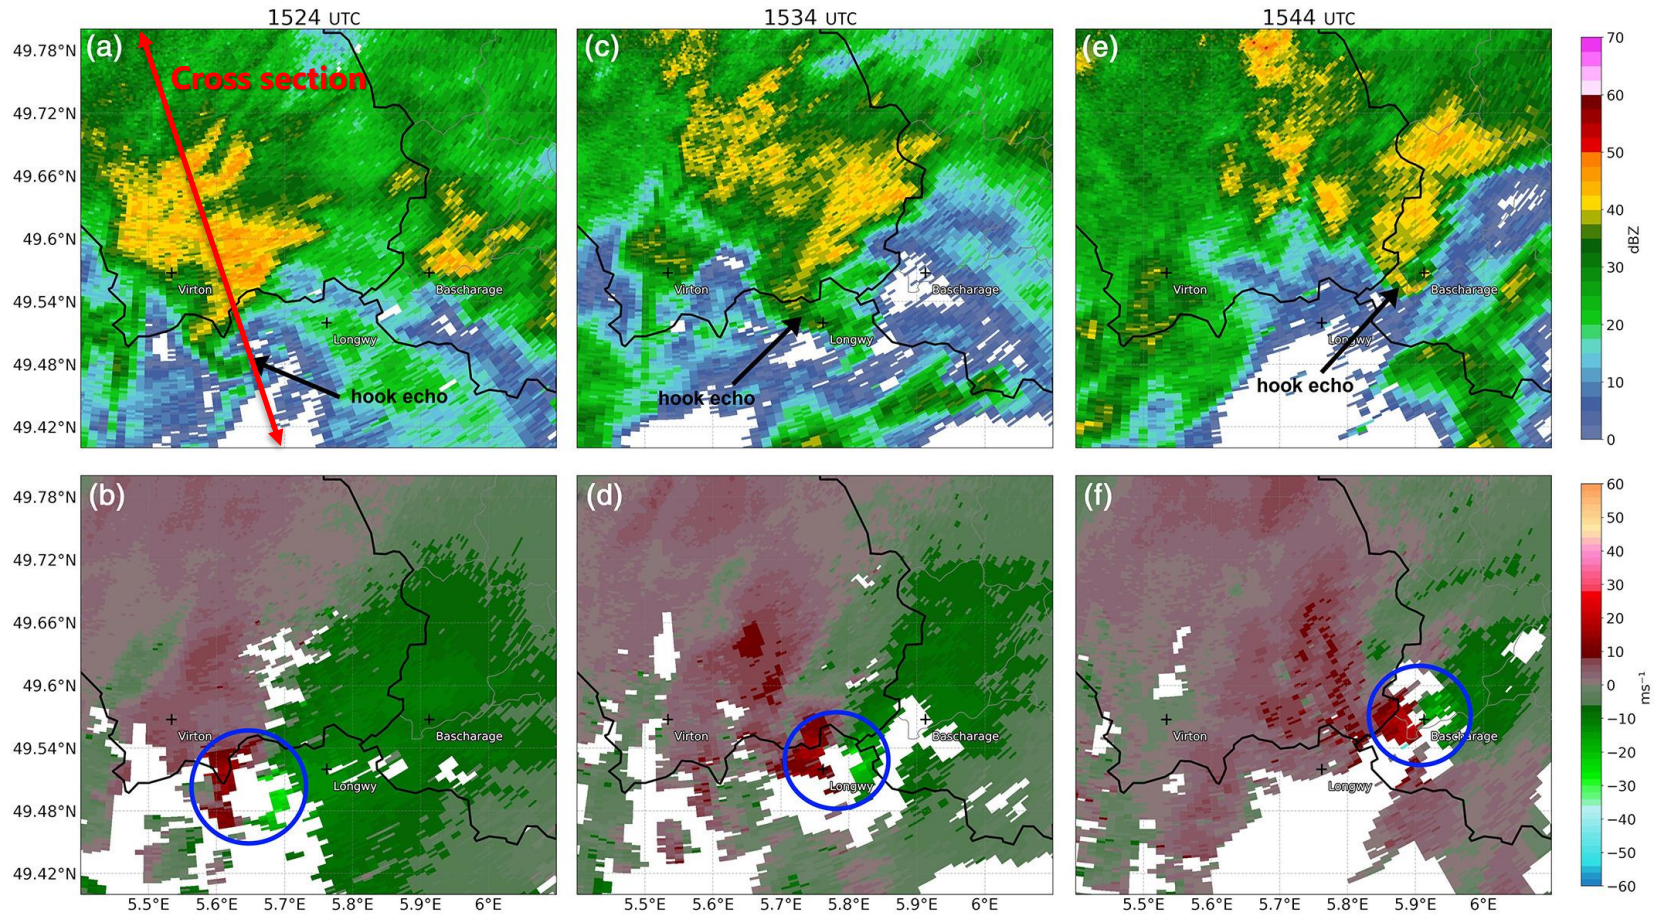 1524 UTC
1534 UTC
1544 UTC
(a)
(c)
(e)
49.78°N
49.72°N
49.66°N
49.6°N
49.54°N
49.48°N
49.42°N
Cross section
Virton
Bascharage
Longwy
hook echo
Virton
Bascharage
Longwy
hook echo
Virton
Bascharage
Longwy
hook echo
70
60
50
40
30
20
10
0
dBZ
(b)
(d)
(f)
49.78°N
49.72°N
49.66°N
49.6°N
49.54°N
49.48°N
49.42°N
Virton
Bascharage
Longwy
Virton
Bascharage
Longwy
Virton
Bascharage
Longwy
60
50
40
30
20
10
0
−10
−20
−30
−40
−50
−60
ms⁻¹
5.5°E 5.6°E 5.7°E 5.8°E 5.9°E 6°E
5.5°E 5.6°E 5.7°E 5.8°E 5.9°E 6°E
5.5°E 5.6°E 5.7°E 5.8°E 5.9°E 6°E